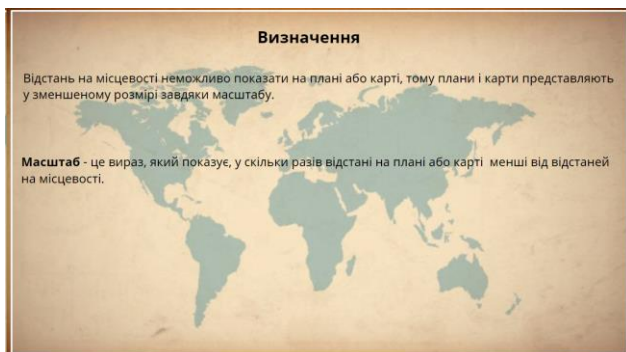 Визначення
Відстань на місцевості неможливо показати на плані або карті, тому плани і карти представляють
у зменшеному розмірі завдяки масштабу.
Масштаб - це вираз, який показує, у скільки разів відстані на плані або карті менші від відстаней
на місцевості.